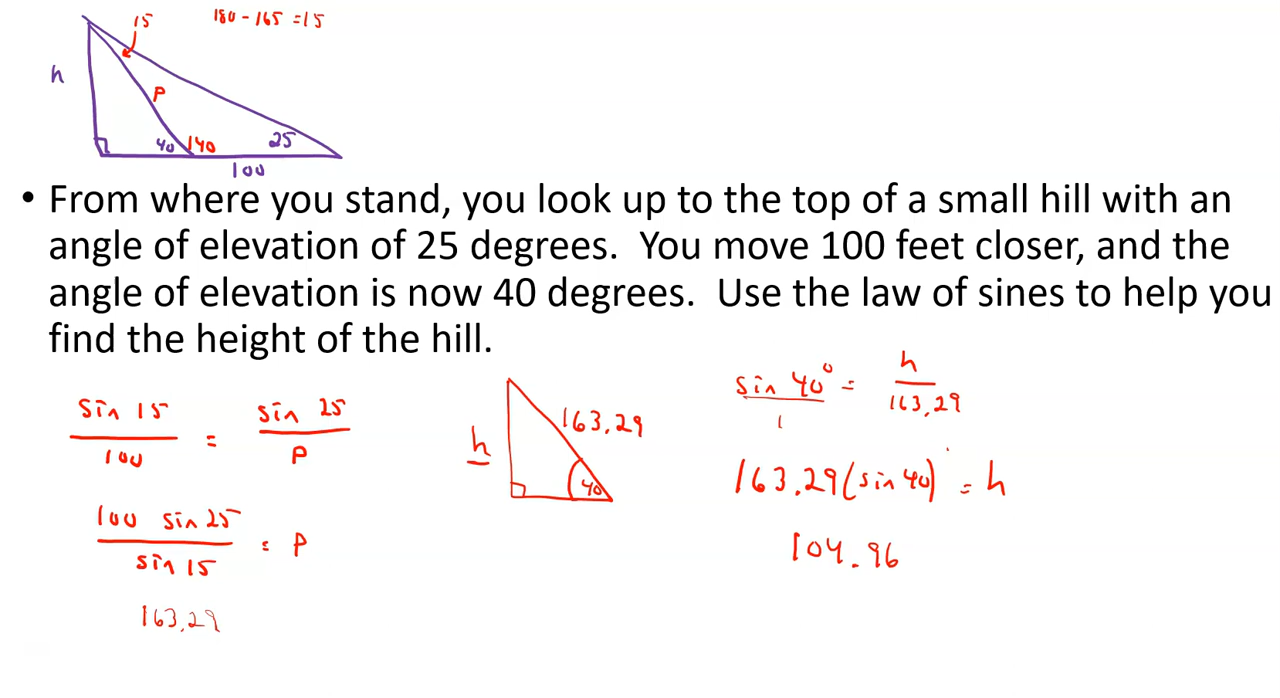 15 180 - 165 = 15
h
P
40 140 25
100
• From where you stand, you look up to the top of a small hill with an
angle of elevation of 25 degrees. You move 100 feet closer, and the
angle of elevation is now 40 degrees. Use the law of sines to help you
find the height of the hill.
sin 15 / 100 = sin 25 / P
100 sin 25 / sin 15 = P
163.29
h 163.29
40
sin 40° / 1 = h / 163.29
163.29 (sin 40) = h
104.96